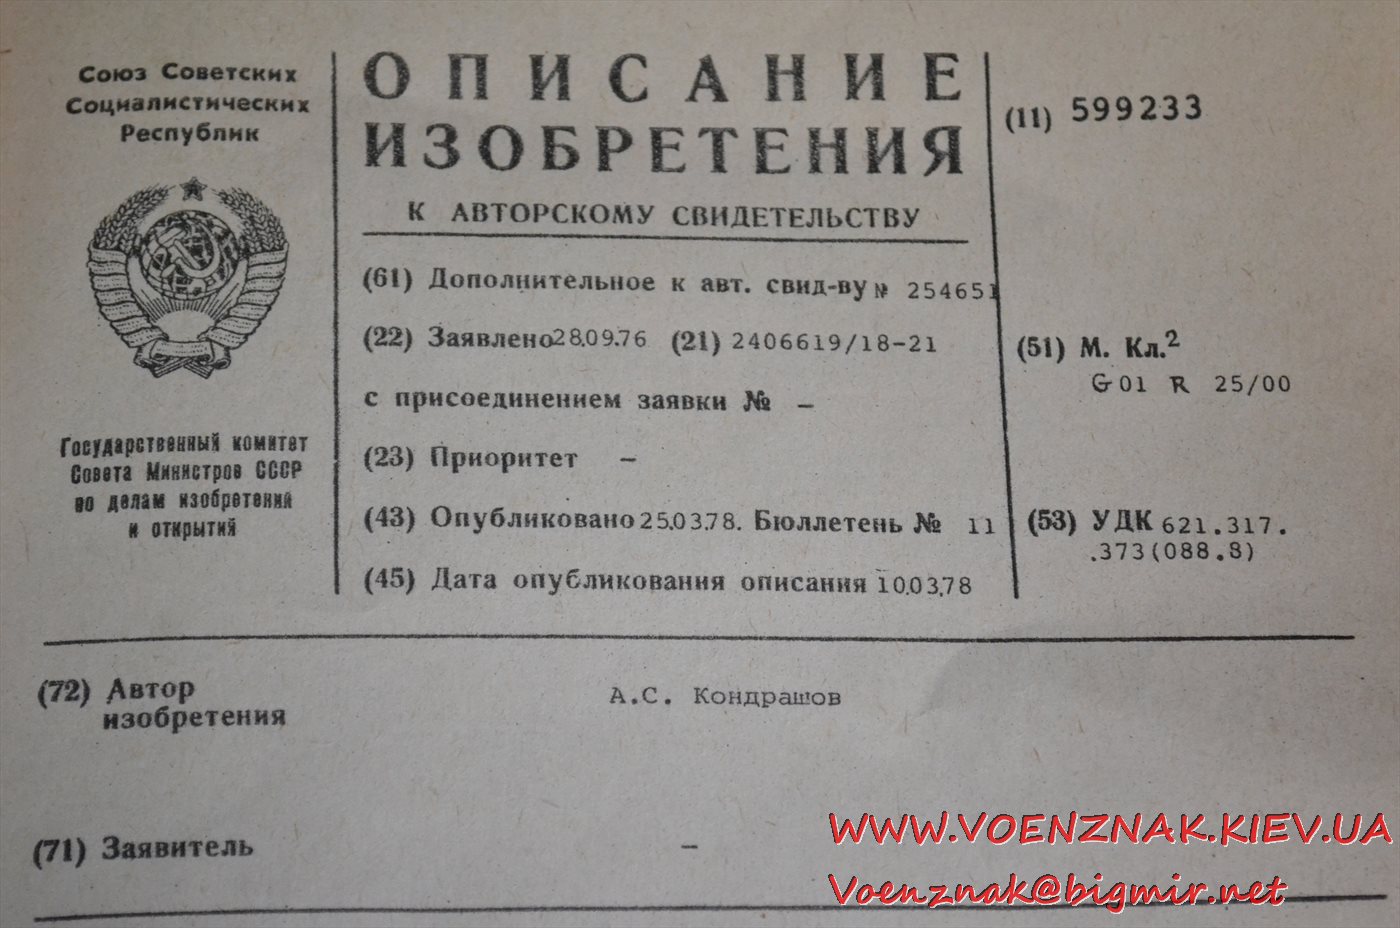 Союз Советских
Социалистических
Республик
Государственный комитет
Совета Министров СССР
по делам изобретений
и открытий
ОПИСАНИЕ
ИЗОБРЕТЕНИЯ
К АВТОРСКОМУ СВИДЕТЕЛЬСТВУ
(61) Дополнительное к авт. свид-ву № 254651
(22) Заявлено 28.09.76 (21) 2406619/18-21
с присоединением заявки № –
(23) Приоритет –
(43) Опубликовано 25.03.78. Бюллетень № 11
(45) Дата опубликования описания 10.03.78
(11) 599233
(51) М. Кл.²
G 01 R 25/00
(53) УДК 621.317.
.373(088.8)
(72) Автор
изобретения
А.С. Кондрашов
(71) Заявитель –
WWW.VOENZNAK.KIEV.UA
Voenznak@bigmir.net